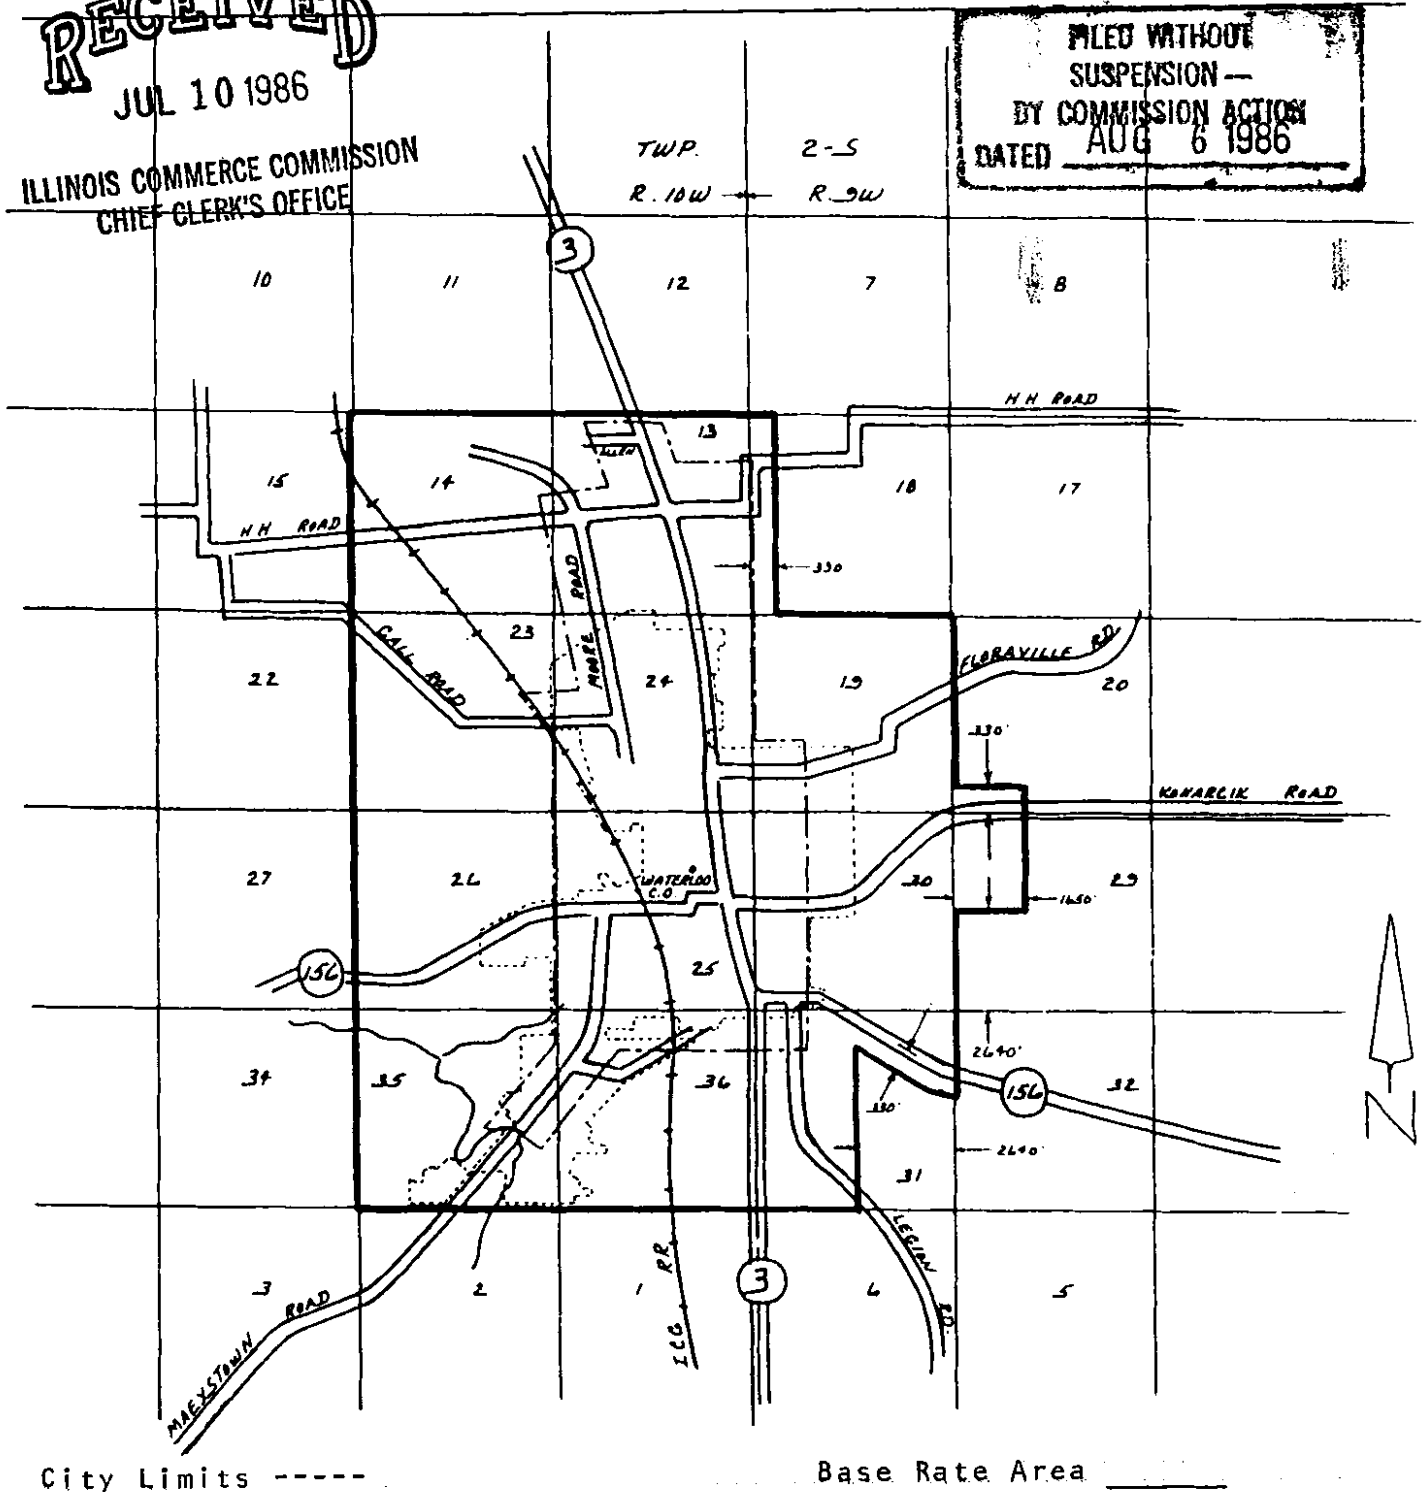 RECEIVED
JUL 10 1986
ILLINOIS COMMERCE COMMISSION
CHIEF CLERK'S OFFICE
FILED WITHOUT
SUSPENSION —
BY COMMISSION ACTION
DATED AUG 6 1986
TWP. 2-S
R. 10W R. 9W
3
10 11 12 7 8
H H ROAD
13
ALLEN
15 14 18 17
H H ROAD
330
MOORE ROAD
23
GALL ROAD
FLORAVILLE RD
22 24 19 20
330'
KONARCIK ROAD
27 26 WATERLOO 30 29
C.O
1650'
156 25
2640'
34 35 36 156 32
330'
2640'
31
LEGION RD.
3 2 1 3 6 5
ICG RR
MAEYSTOWN ROAD
City Limits -----
Base Rate Area